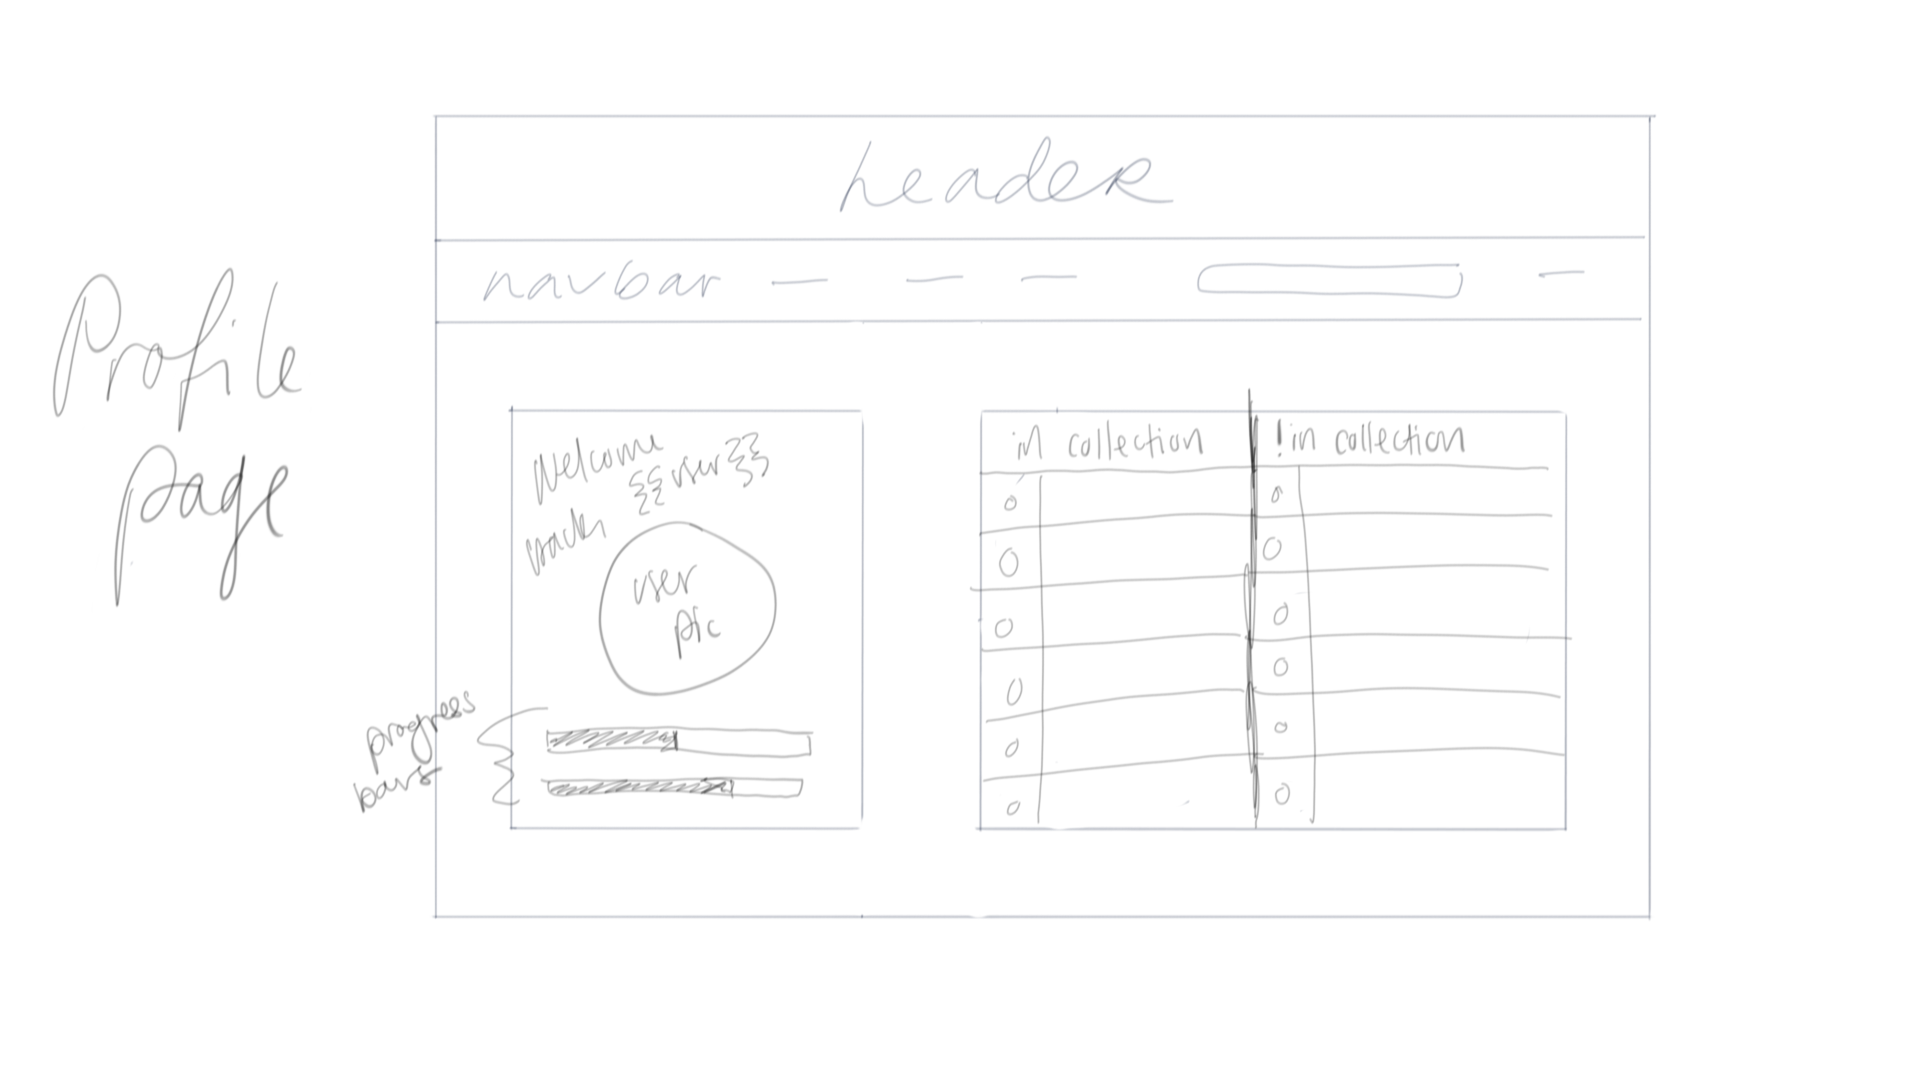 Profile
page
header
navbar
Welcome
back, {{user}}
user
pic
progress
bars
in collection
!in collection